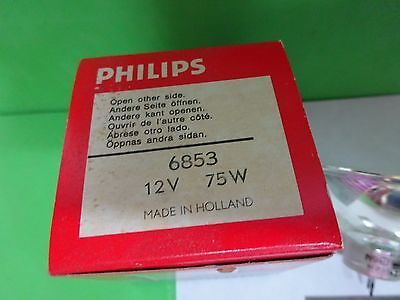 PHILIPS
Open other side.
Andere Seite öffnen.
Andere kant openen.
Ouvrir de l'autre côté.
Abrese otro lado.
Öppnas andra sidan.
6853
12V 75W
MADE IN HOLLAND